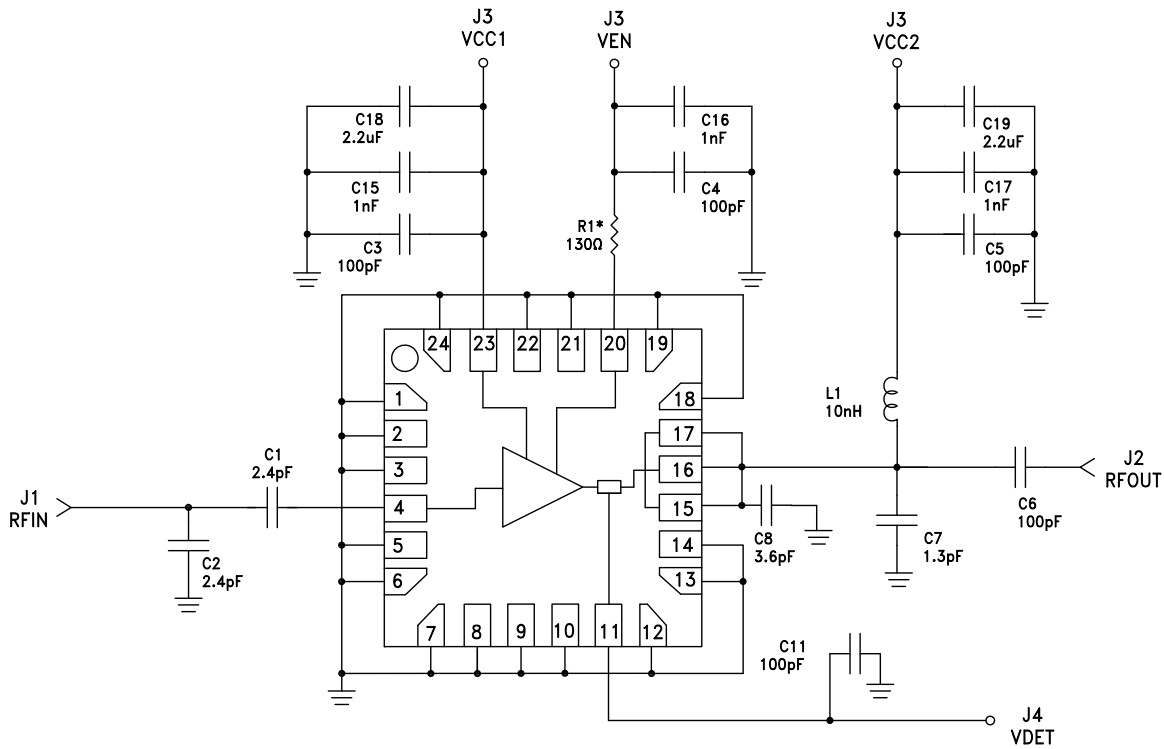 J3
VCC1
J3
VEN
J3
VCC2
C18
2.2uF
C15
1nF
C3
100pF
C16
1nF
C4
100pF
R1*
130Ω
C19
2.2uF
C17
1nF
C5
100pF
24
23
22
21
20
19
1
2
3
4
5
6
18
17
16
15
14
13
7
8
9
10
11
12
L1
10nH
C1
2.4pF
J1
RFIN
C2
2.4pF
C8
3.6pF
C7
1.3pF
C6
100pF
J2
RFOUT
C11
100pF
J4
VDET